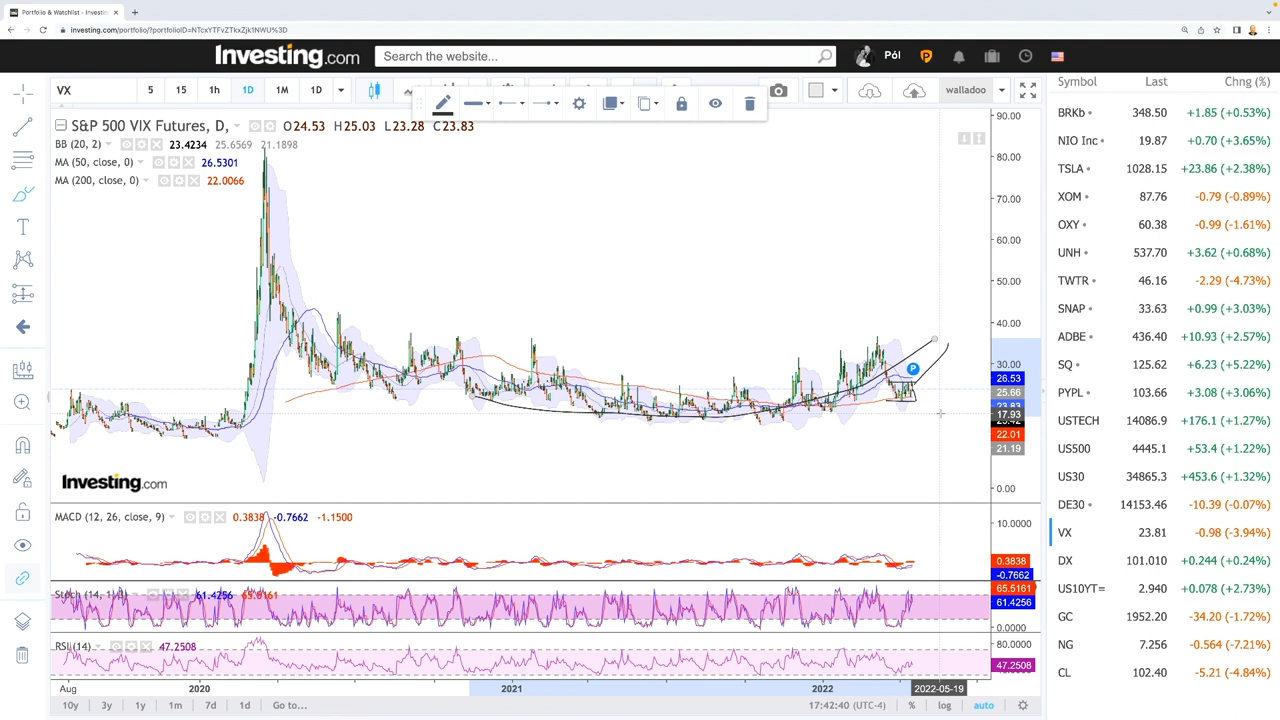 Portfolio & Watchlist - Investin
investing.com/portfolio/?portfolioID=NTcxYTFvZTkxZjk1NWU%3D
Investing.com
Search the website...
Pól
VX
5
15
1h
1D
1M
1D
walladoo
S&P 500 VIX Futures, D,
O24.53 H25.03 L23.28 C23.83
BB (20, 2) 23.4234 25.6569 21.1898
MA (50, close, 0) 26.5301
MA (200, close, 0) 22.0066
90.00
80.00
70.00
60.00
50.00
40.00
30.00
26.53
25.66
17.93
22.01
21.19
0.00
P
Investing.com
MACD (12, 26, close, 9) 0.3838 -0.7662 -1.1500
10.0000
0.3838
-0.7662
61.4256
65.5161
61.4256
0.0000
RSI (14) 47.2508
80.0000
47.2508
Aug
2020
2021
2022
2022-05-19
10y 3y 1y 1m 7d 1d Go to...
17:42:40 (UTC-4) % log auto
Symbol Last Chng (%)
BRKb 348.50 +1.85 (+0.53%)
NIO Inc 19.87 +0.70 (+3.65%)
TSLA 1028.15 +23.86 (+2.38%)
XOM 87.76 -0.79 (-0.89%)
OXY 60.38 -0.99 (-1.61%)
UNH 537.70 +3.62 (+0.68%)
TWTR 46.16 -2.29 (-4.73%)
SNAP 33.63 +0.99 (+3.03%)
ADBE 436.40 +10.93 (+2.57%)
SQ 125.62 +6.23 (+5.22%)
PYPL 103.66 +3.08 (+3.06%)
USTECH 14086.9 +176.1 (+1.27%)
US500 4445.1 +53.4 (+1.22%)
US30 34865.3 +453.6 (+1.32%)
DE30 14153.46 -10.39 (-0.07%)
VX 23.81 -0.98 (-3.94%)
DX 101.010 +0.244 (+0.24%)
US10YT= 2.940 +0.078 (+2.73%)
GC 1952.20 -34.20 (-1.72%)
NG 7.256 -0.564 (-7.21%)
CL 102.40 -5.21 (-4.84%)